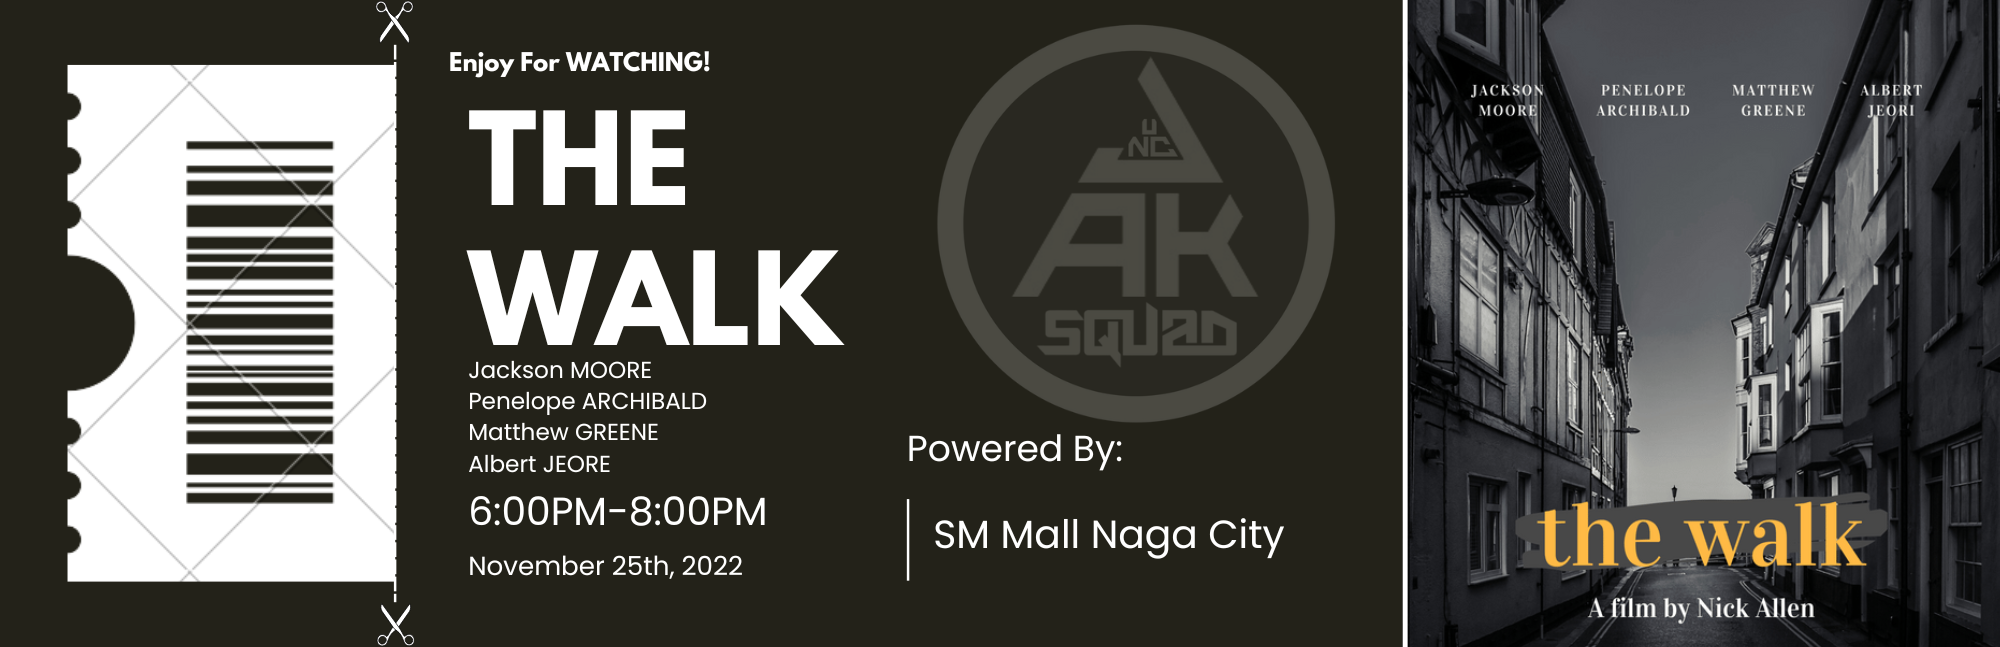 Enjoy For WATCHING!
THE
WALK
Jackson MOORE
Penelope ARCHIBALD
Matthew GREENE
Albert JEORE
6:00PM-8:00PM
November 25th, 2022
U
NC
AK
SQUAD
Powered By:
SM Mall Naga City
JACKSON
MOORE
PENELOPE
ARCHIBALD
MATTHEW
GREENE
ALBERT
JEORI
the walk
A film by Nick Allen